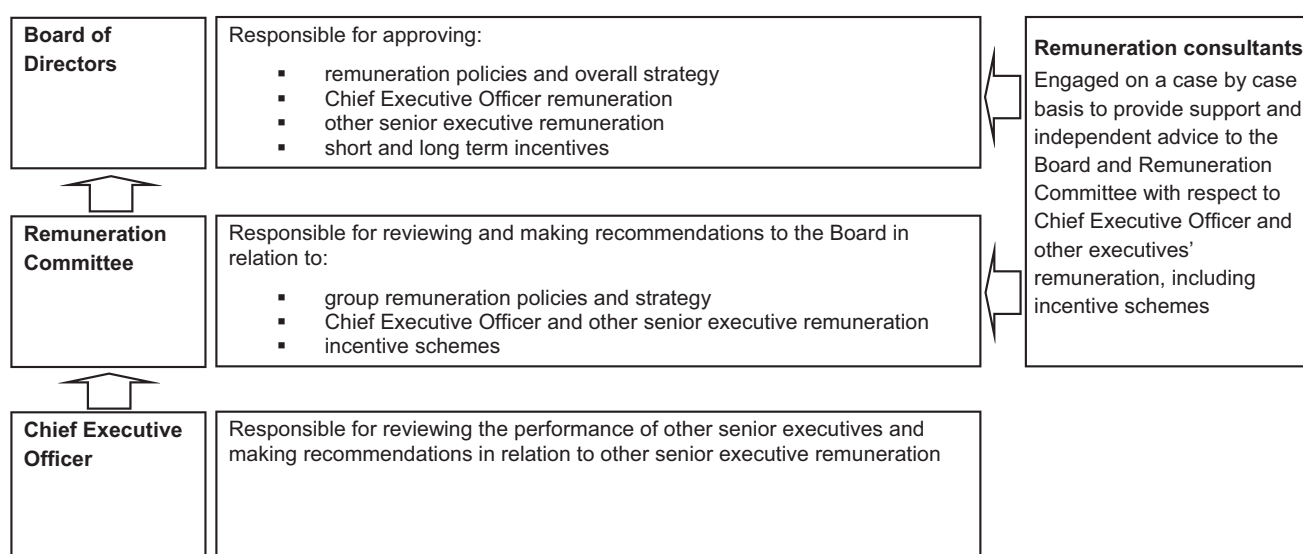 Board of
Directors
Responsible for approving:
▪ remuneration policies and overall strategy
▪ Chief Executive Officer remuneration
▪ other senior executive remuneration
▪ short and long term incentives
Remuneration
Committee
Responsible for reviewing and making recommendations to the Board in
relation to:
▪ group remuneration policies and strategy
▪ Chief Executive Officer and other senior executive remuneration
▪ incentive schemes
Chief Executive
Officer
Responsible for reviewing the performance of other senior executives and
making recommendations in relation to other senior executive remuneration
Remuneration consultants
Engaged on a case by case
basis to provide support and
independent advice to the
Board and Remuneration
Committee with respect to
Chief Executive Officer and
other executives’
remuneration, including
incentive schemes